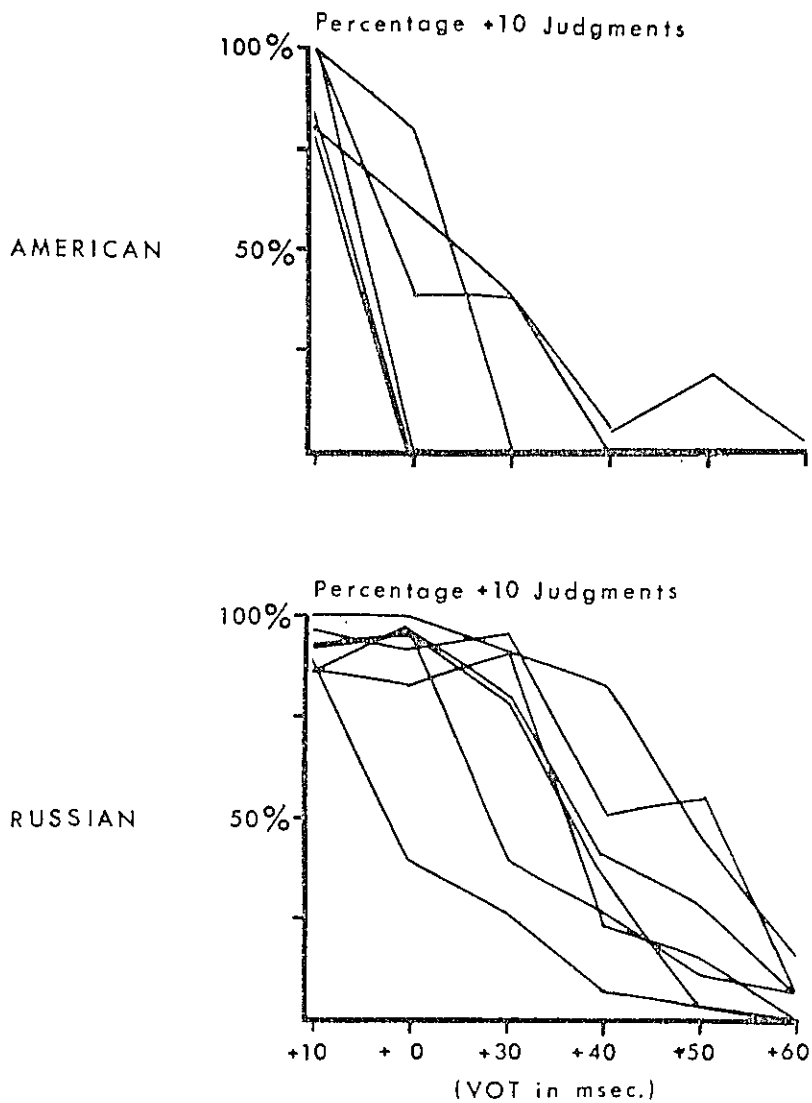 Percentage +10 Judgments
100%
AMERICAN
50%
Percentage +10 Judgments
100%
RUSSIAN
50%
+10 + 0 +30 +40 +50 +60
(VOT in msec.)